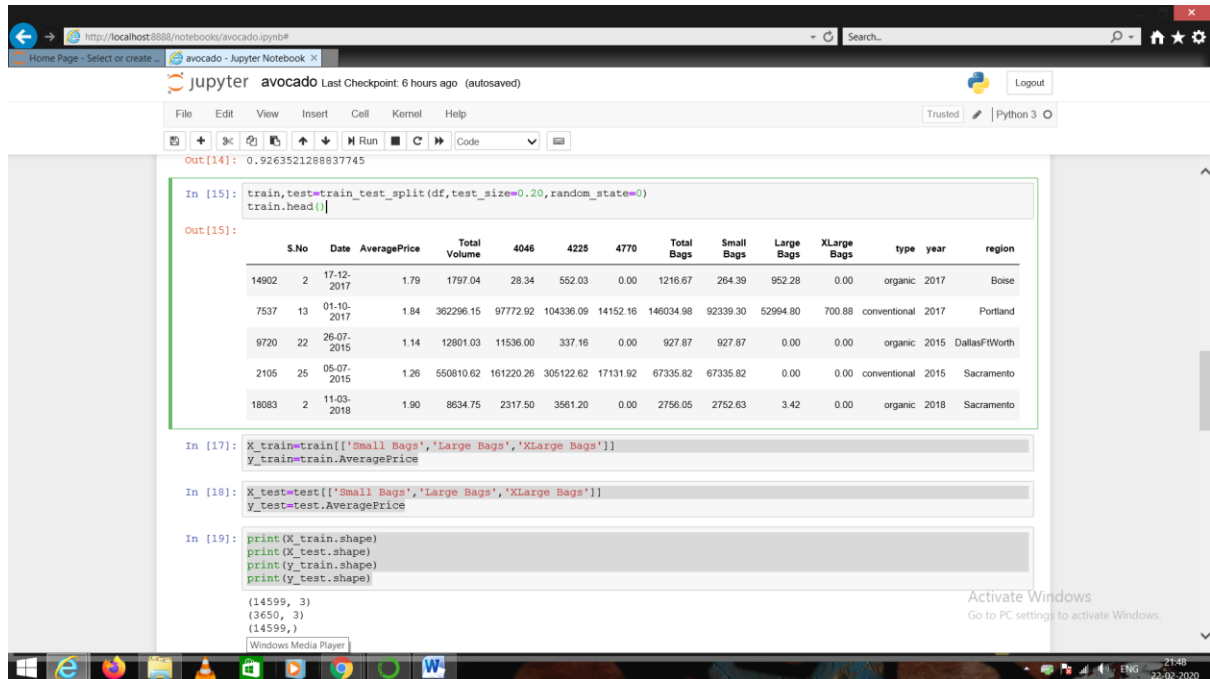 http://localhost:8888/notebooks/avocado.ipynb#
Search...
Home Page - Select or create ...
avocado - Jupyter Notebook
jupyter avocado Last Checkpoint: 6 hours ago (autosaved)
Logout
File Edit View Insert Cell Kernel Help
Trusted
Python 3
Run
Code
Out[14]: 0.9263521288837745
In [15]: train,test=train_test_split(df,test_size=0.20,random_state=0)
train.head()
Out[15]:
S.No Date AveragePrice Total Volume 4046 4225 4770 Total Bags Small Bags Large Bags XLarge Bags type year region
14902 2 17-12-2017 1.79 1797.04 28.34 552.03 0.00 1216.67 264.39 952.28 0.00 organic 2017 Boise
7537 13 01-10-2017 1.84 362296.15 97772.92 104336.09 14152.16 146034.98 92339.30 52994.80 700.88 conventional 2017 Portland
9720 22 26-07-2015 1.14 12801.03 11536.00 337.16 0.00 927.87 927.87 0.00 0.00 organic 2015 DallasFtWorth
2105 25 05-07-2015 1.26 550810.62 161220.26 305122.62 17131.92 67335.82 67335.82 0.00 0.00 conventional 2015 Sacramento
18083 2 11-03-2018 1.90 8634.75 2317.50 3561.20 0.00 2756.05 2752.63 3.42 0.00 organic 2018 Sacramento
In [17]: X_train=train[['Small Bags','Large Bags','XLarge Bags']]
y_train=train.AveragePrice
In [18]: X_test=test[['Small Bags','Large Bags','XLarge Bags']]
y_test=test.AveragePrice
In [19]: print(X_train.shape)
print(X_test.shape)
print(y_train.shape)
print(y_test.shape)
(14599, 3)
(3650, 3)
(14599,)
Activate Windows
Go to PC settings to activate Windows.
Windows Media Player
ENG
21:48
22-02-2020